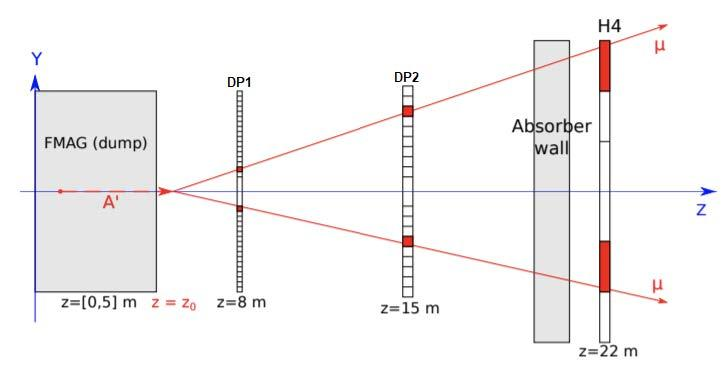 H4
μ
Y
DP1
DP2
FMAG (dump)
Absorber
wall
A'
Z
μ
z=[0,5] m
z = z₀
z=8 m
z=15 m
z=22 m